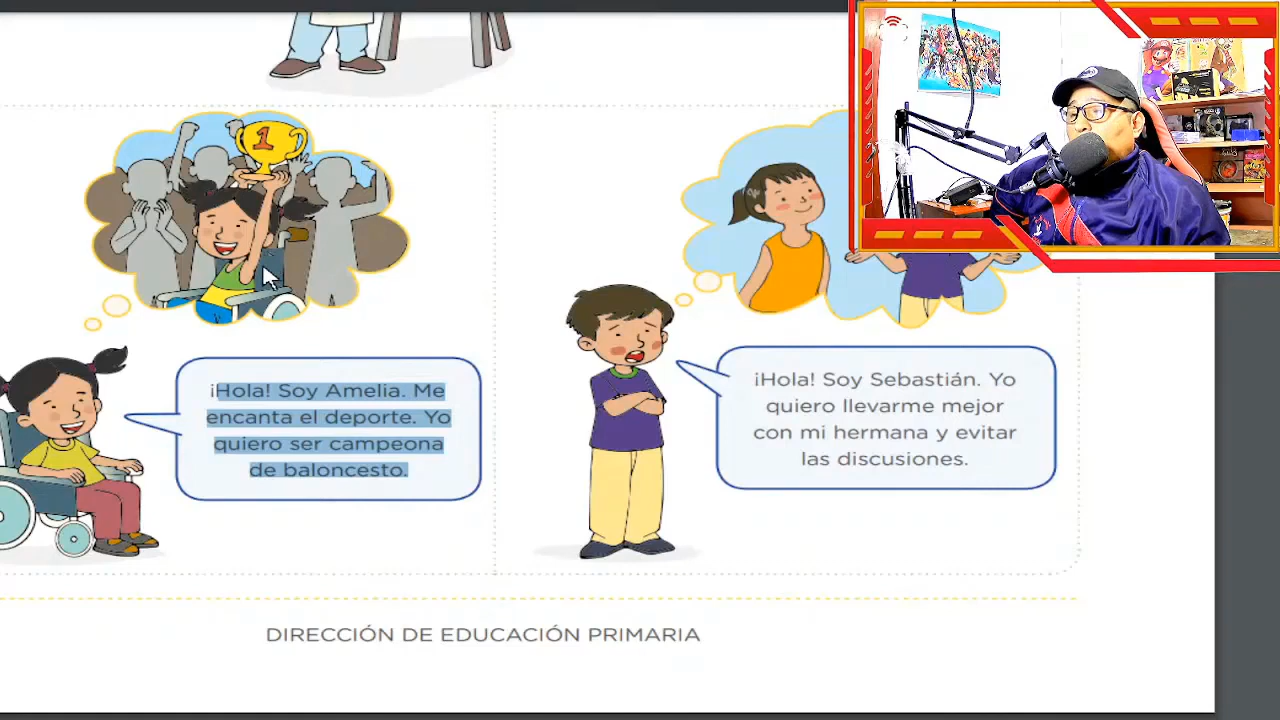 1
¡Hola! Soy Amelia. Me
encanta el deporte. Yo
quiero ser campeona
de baloncesto.
¡Hola! Soy Sebastián. Yo
quiero llevarme mejor
con mi hermana y evitar
las discusiones.
DIRECCIÓN DE EDUCACIÓN PRIMARIA